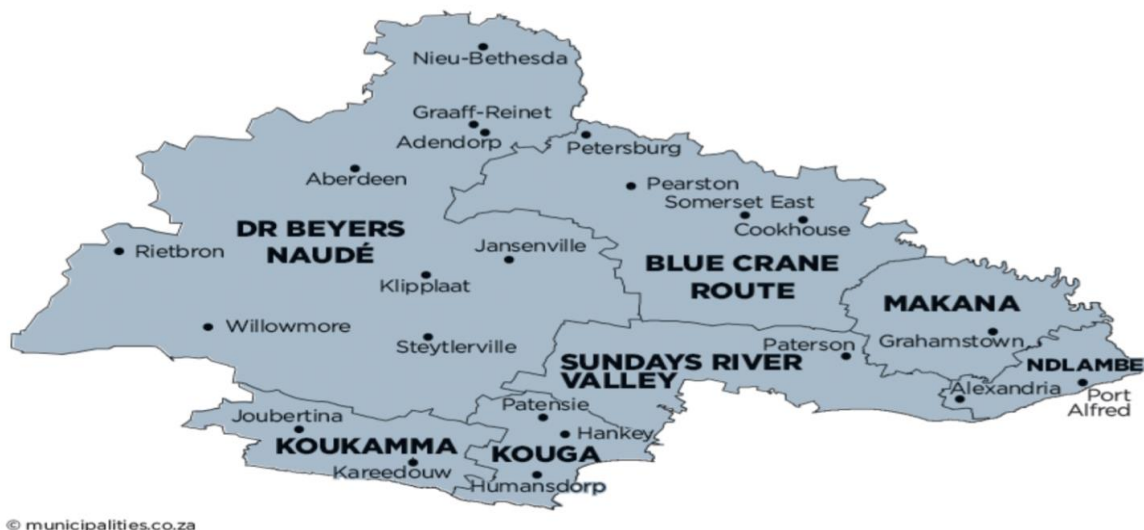 Nieu-Bethesda
Graaff-Reinet
Adendorp
Petersburg
Aberdeen
Pearston
Somerset East
Cookhouse
DR BEYERS
NAUDÉ
Rietbron
Jansenville
Klipplaat
BLUE CRANE
ROUTE
MAKANA
Willowmore
Steytlerville
Grahamstown
Paterson
SUNDAYS RIVER
VALLEY
NDLAMBE
Alexandria
Port
Alfred
Joubertina
Patensie
KOUKAMMA
Hankey
KOUGA
Kareedouw
Humansdorp
© municipalities.co.za